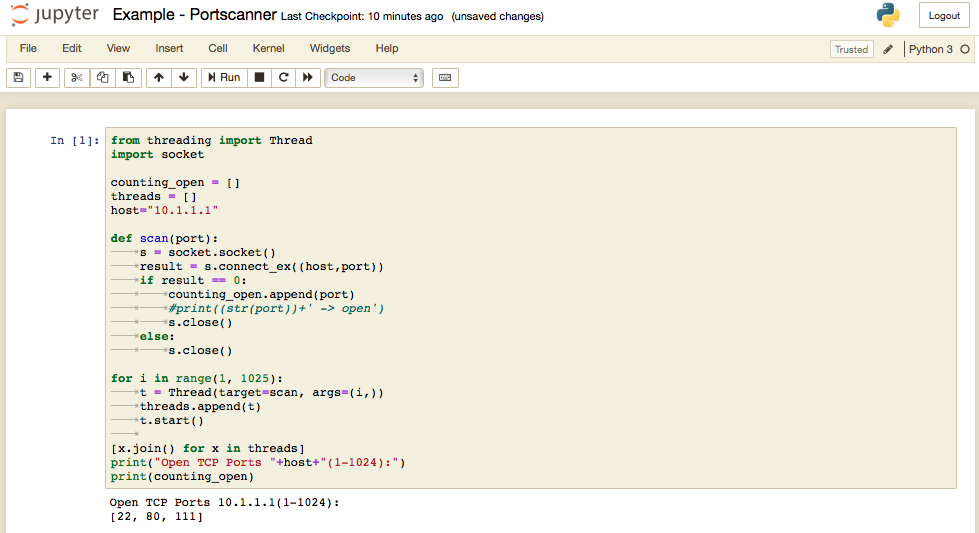 jupyter Example - Portscanner Last Checkpoint: 10 minutes ago (unsaved changes) Logout
File Edit View Insert Cell Kernel Widgets Help Trusted Python 3
Run Code
In [1]: from threading import Thread
import socket
counting_open = []
threads = []
host="10.1.1.1"
def scan(port):
s = socket.socket()
result = s.connect_ex((host,port))
if result == 0:
counting_open.append(port)
#print((str(port))+' -> open')
s.close()
else:
s.close()
for i in range(1, 1025):
t = Thread(target=scan, args=(i,))
threads.append(t)
t.start()
[x.join() for x in threads]
print("Open TCP Ports "+host+"(1-1024):")
print(counting_open)
Open TCP Ports 10.1.1.1(1-1024):
[22, 80, 111]